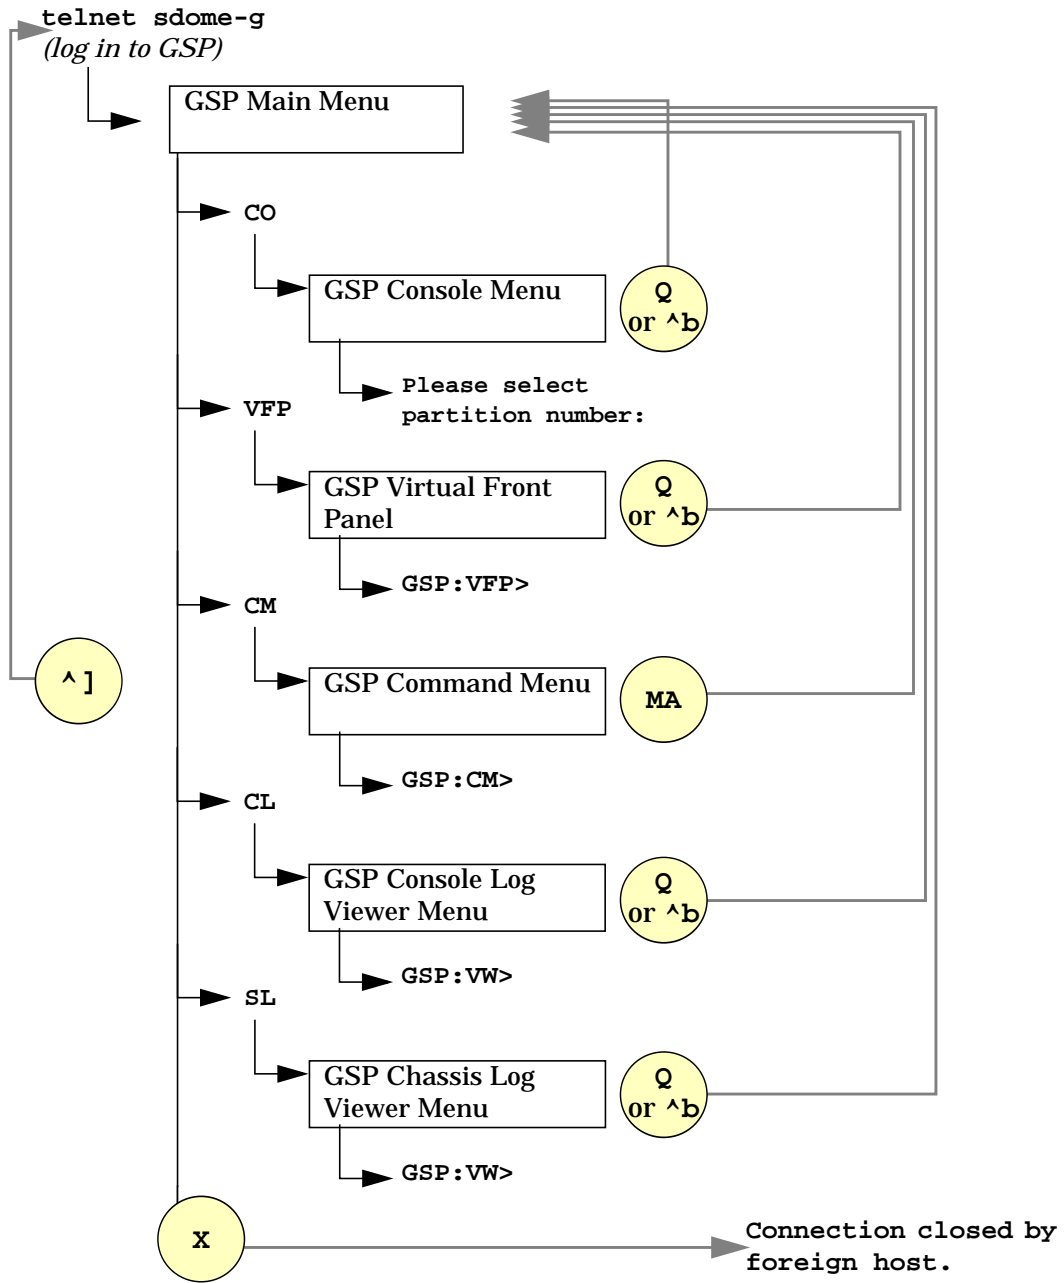 telnet sdome-g
(log in to GSP)
GSP Main Menu
CO
GSP Console Menu
Q
or ^b
Please select
partition number:
VFP
GSP Virtual Front
Panel
Q
or ^b
GSP:VFP>
CM
^]
GSP Command Menu
MA
GSP:CM>
CL
GSP Console Log
Viewer Menu
Q
or ^b
GSP:VW>
SL
GSP Chassis Log
Viewer Menu
Q
or ^b
GSP:VW>
X
Connection closed by
foreign host.